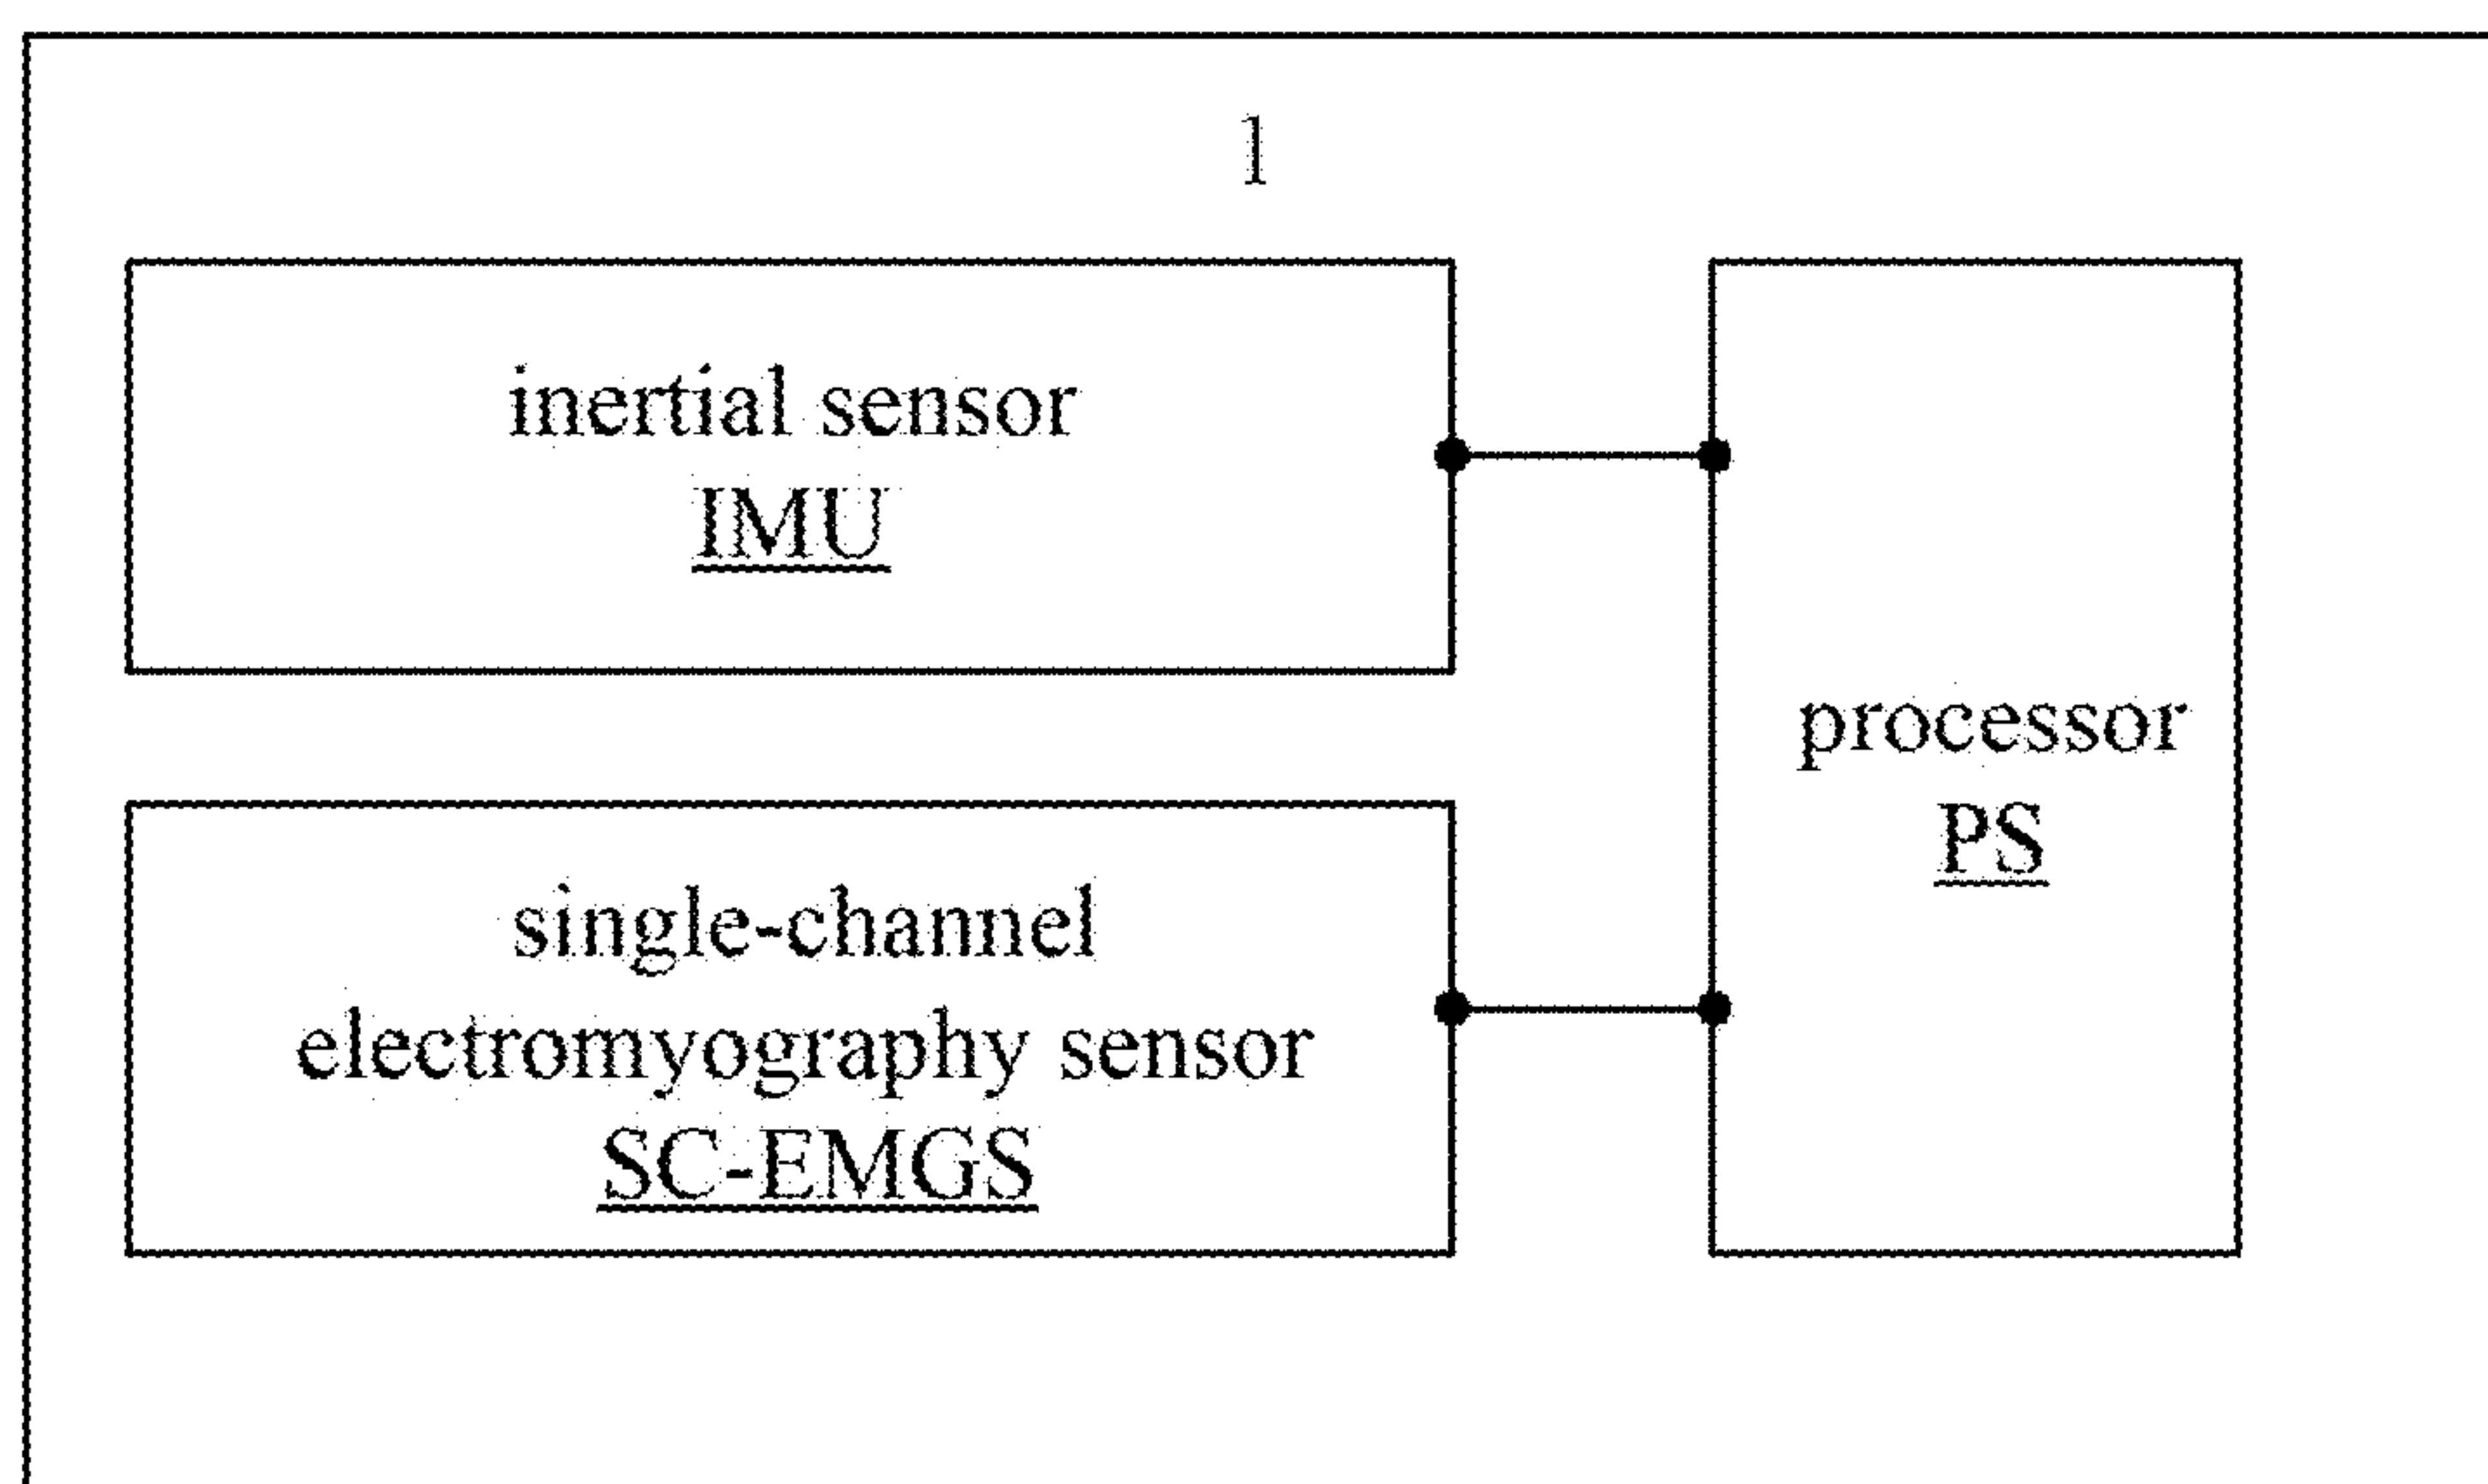 1
inertial sensor
IMU
single-channel
electromyography sensor
SC-EMGS
processor
PS